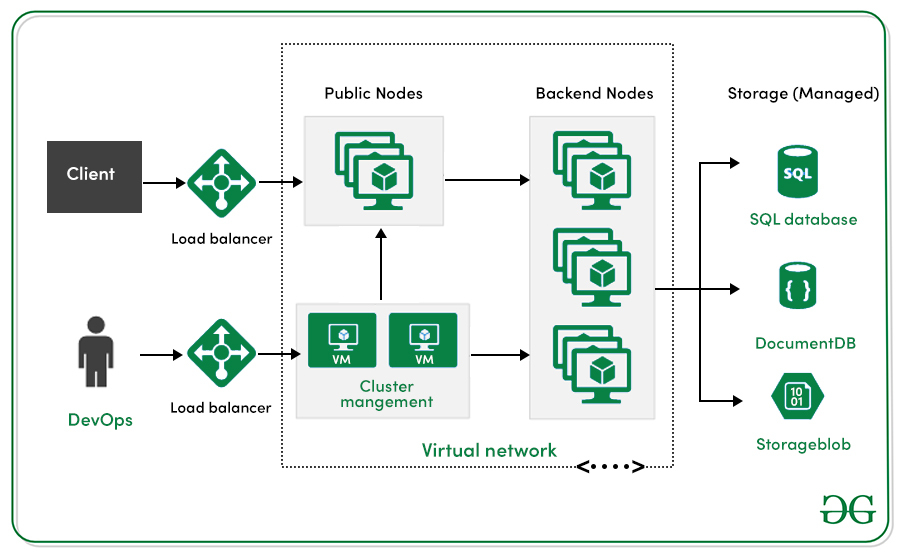 Public Nodes
Backend Nodes
Storage (Managed)
Client
SQL
SQL database
Load balancer
{ }
DocumentDB
VM
VM
Cluster
mangement
DevOps
Load balancer
10
01
Storageblob
Virtual network